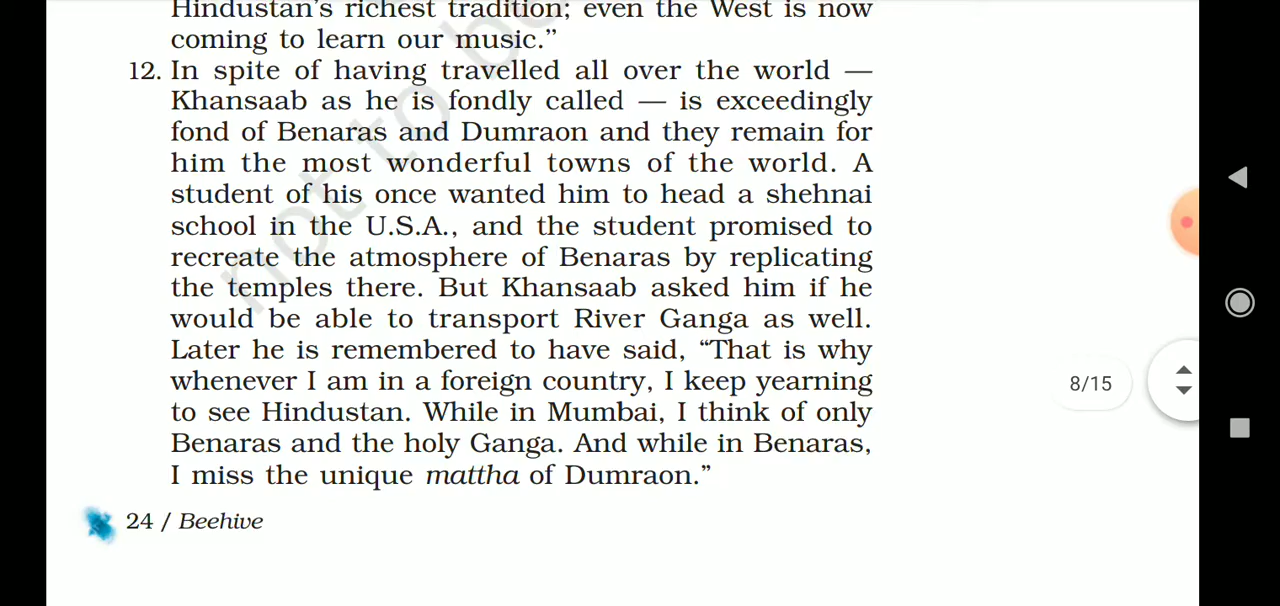 Hindustan's richest tradition; even the West is now
coming to learn our music.”
12. In spite of having travelled all over the world —
Khansaab as he is fondly called — is exceedingly
fond of Benaras and Dumraon and they remain for
him the most wonderful towns of the world. A
student of his once wanted him to head a shehnai
school in the U.S.A., and the student promised to
recreate the atmosphere of Benaras by replicating
the temples there. But Khansaab asked him if he
would be able to transport River Ganga as well.
Later he is remembered to have said, “That is why
whenever I am in a foreign country, I keep yearning
to see Hindustan. While in Mumbai, I think of only
Benaras and the holy Ganga. And while in Benaras,
I miss the unique mattha of Dumraon.”
24 / Beehive
8/15
not to be